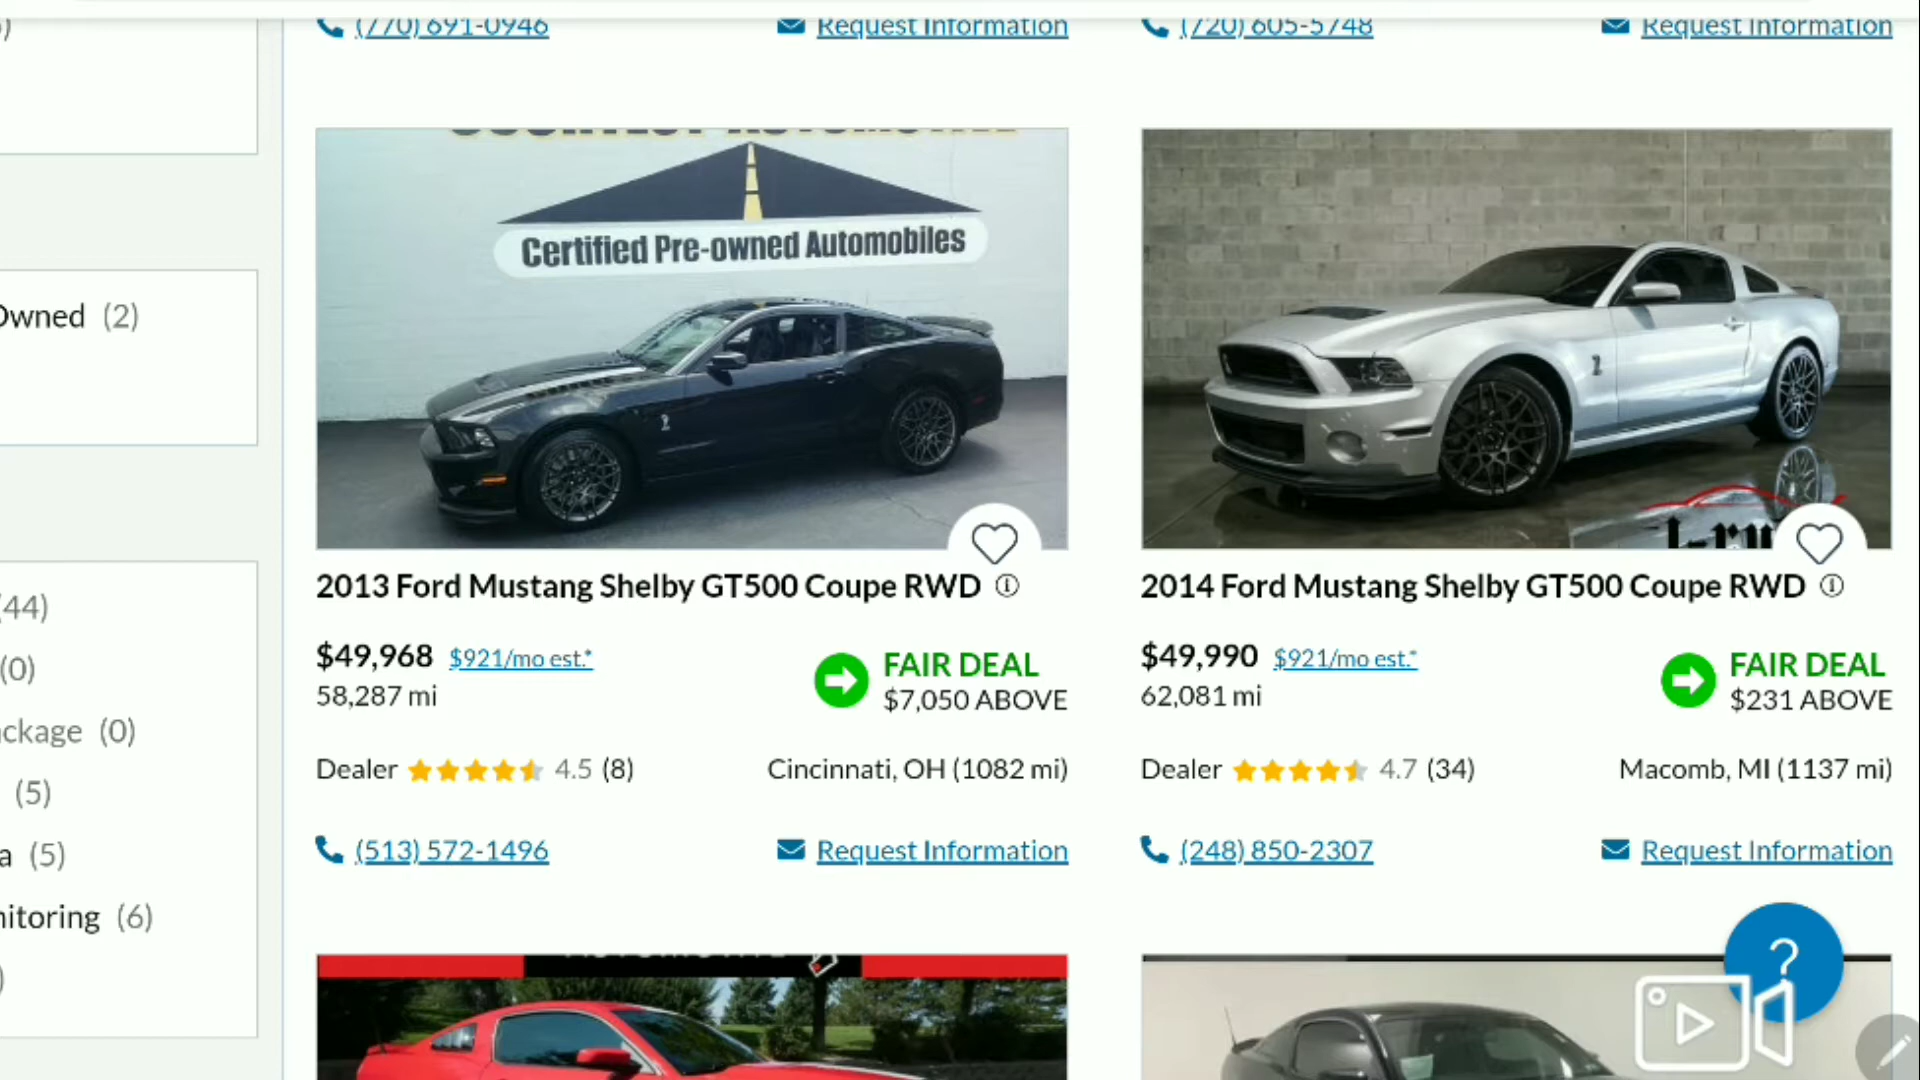 (770) 691-0946 Request Information (720) 605-5748 Request Information
Certified Pre-owned Automobiles
Owned (2)
2013 Ford Mustang Shelby GT500 Coupe RWD 2014 Ford Mustang Shelby GT500 Coupe RWD
(44)
$49,968 $921/mo est.* FAIR DEAL $49,990 $921/mo est.* FAIR DEAL
58,287 mi $7,050 ABOVE 62,081 mi $231 ABOVE
(0)
ckage (0)
Dealer 4.5 (8) Cincinnati, OH (1082 mi) Dealer 4.7 (34) Macomb, MI (1137 mi)
(5)
a (5)
(513) 572-1496 Request Information (248) 850-2307 Request Information
nitoring (6)
?